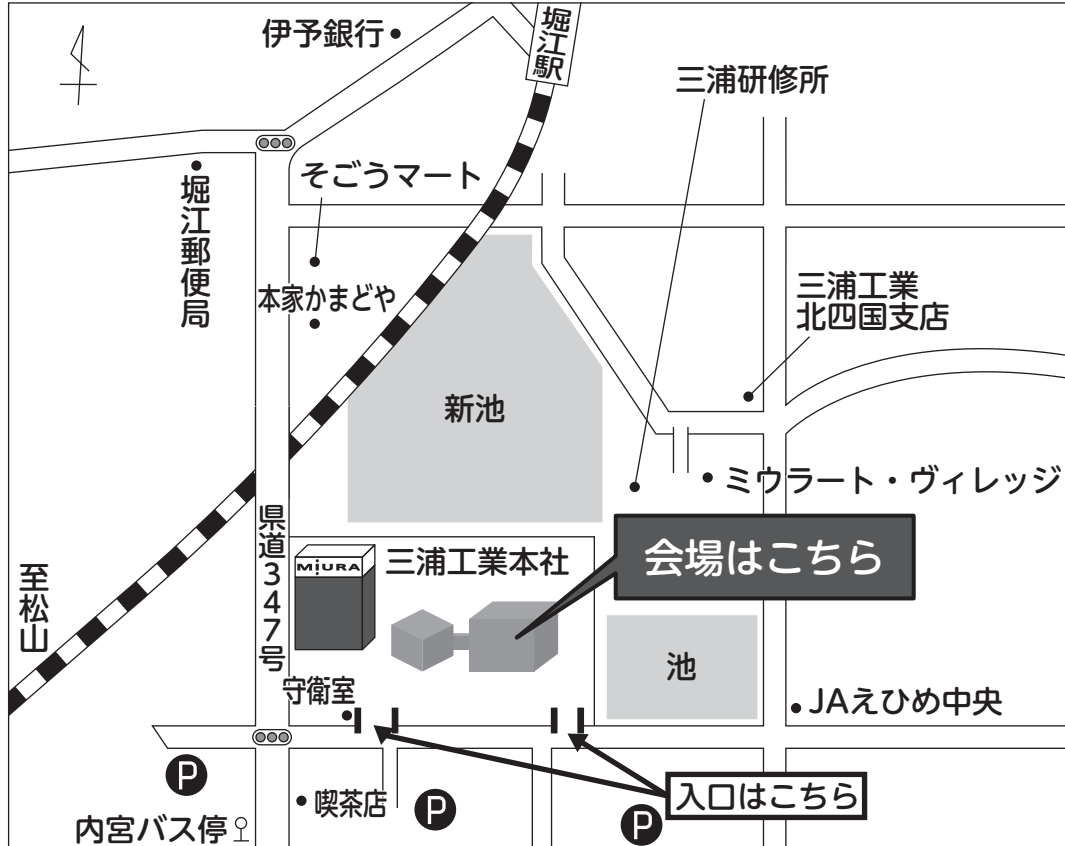 伊予銀行
堀江駅
三浦研修所
そごうマート
堀江郵便局
本家かまどや
三浦工業
北四国支店
新池
ミウラート・ヴィレッジ
県道347号
MIURA
三浦工業本社
会場はこちら
至松山
池
守衛室
JAえひめ中央
P
喫茶店
P
P
入口はこちら
内宮バス停